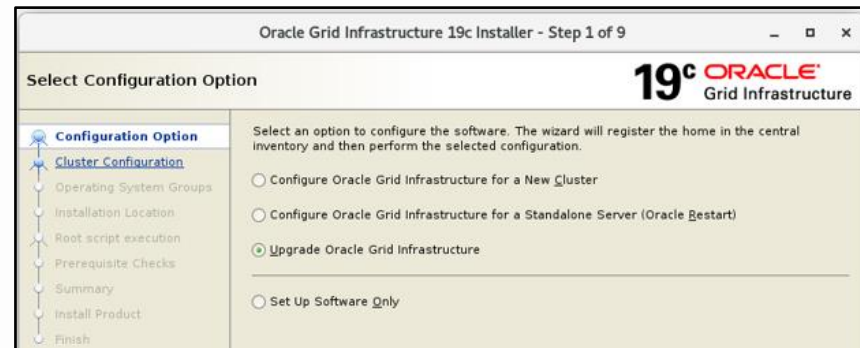 Oracle Grid Infrastructure 19c Installer - Step 1 of 9
Select Configuration Option
19c ORACLE
Grid Infrastructure
Configuration Option
Cluster Configuration
Operating System Groups
Installation Location
Root script execution
Prerequisite Checks
Summary
Install Product
Finish
Select an option to configure the software. The wizard will register the home in the central
inventory and then perform the selected configuration.
Configure Oracle Grid Infrastructure for a New Cluster
Configure Oracle Grid Infrastructure for a Standalone Server (Oracle Restart)
Upgrade Oracle Grid Infrastructure
Set Up Software Only